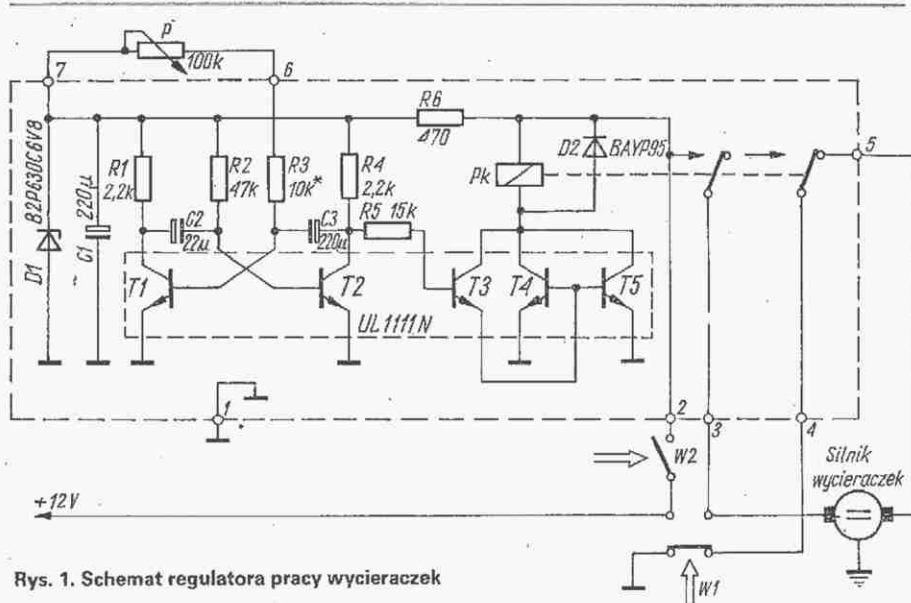 P
100k
7
6
R6
470
D2
BAYP95
5
B2P630C6V8
D1
220µ
C1
R1
2,2k
R2
47k
R3
10k*
R4
2,2k
Pk
C2
22µ
C3
220µ
R5 15k
T1
T2
T3
T4
T5
UL1111N
1
2
3
4
W2
Silnik
wycieraczek
+12V
W1
Rys. 1. Schemat regulatora pracy wycieraczek